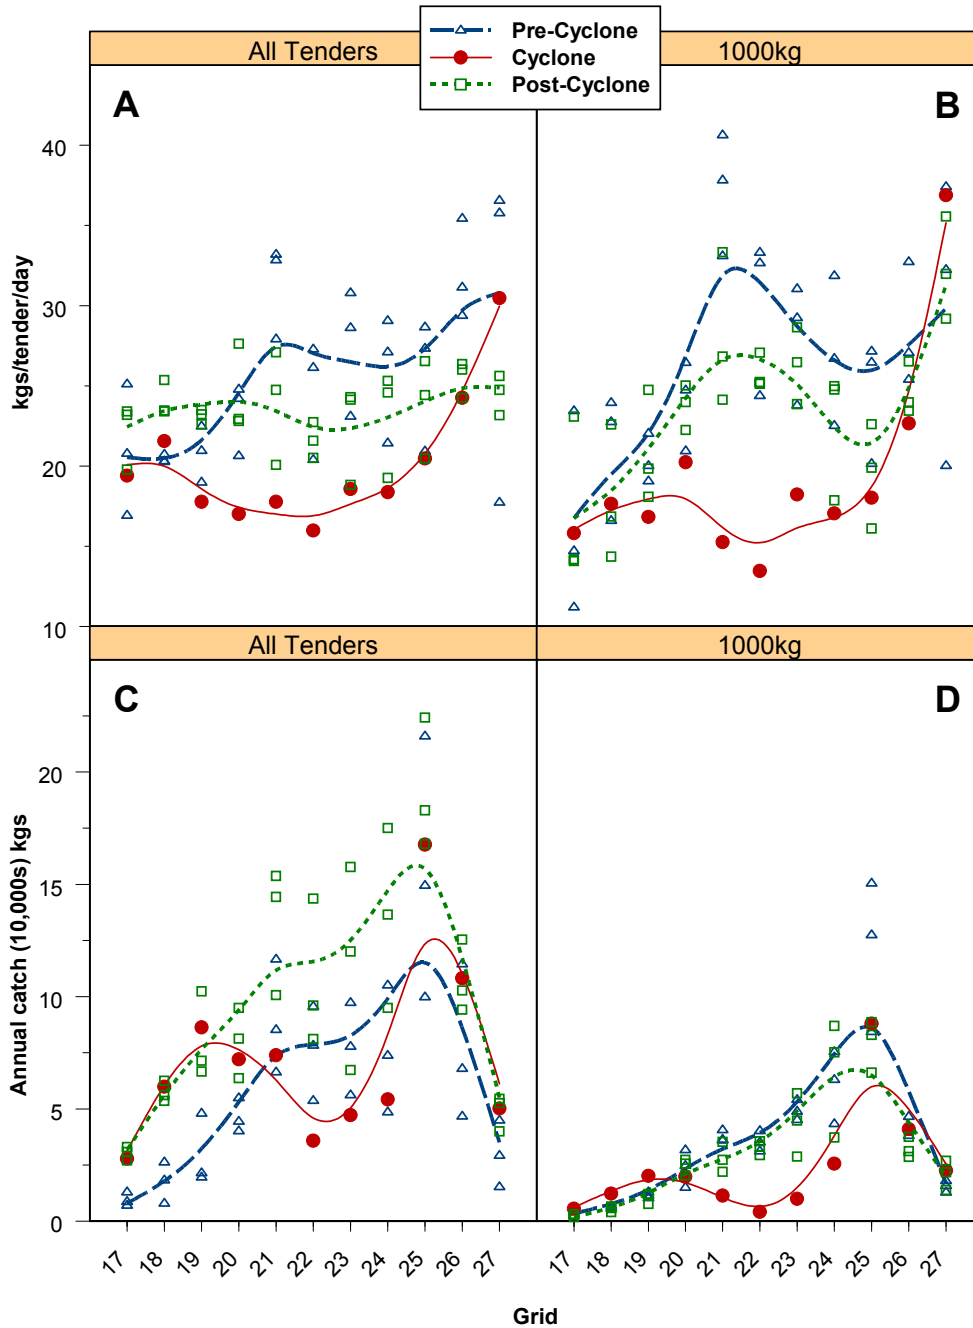 Pre-Cyclone
Cyclone
Post-Cyclone
All Tenders
1000kg
A
B
kgs/tender/day
40
30
20
10
All Tenders
1000kg
C
D
Annual catch (10,000s) kgs
20
15
10
5
0
17 18 19 20 21 22 23 24 25 26 27
17 18 19 20 21 22 23 24 25 26 27
Grid